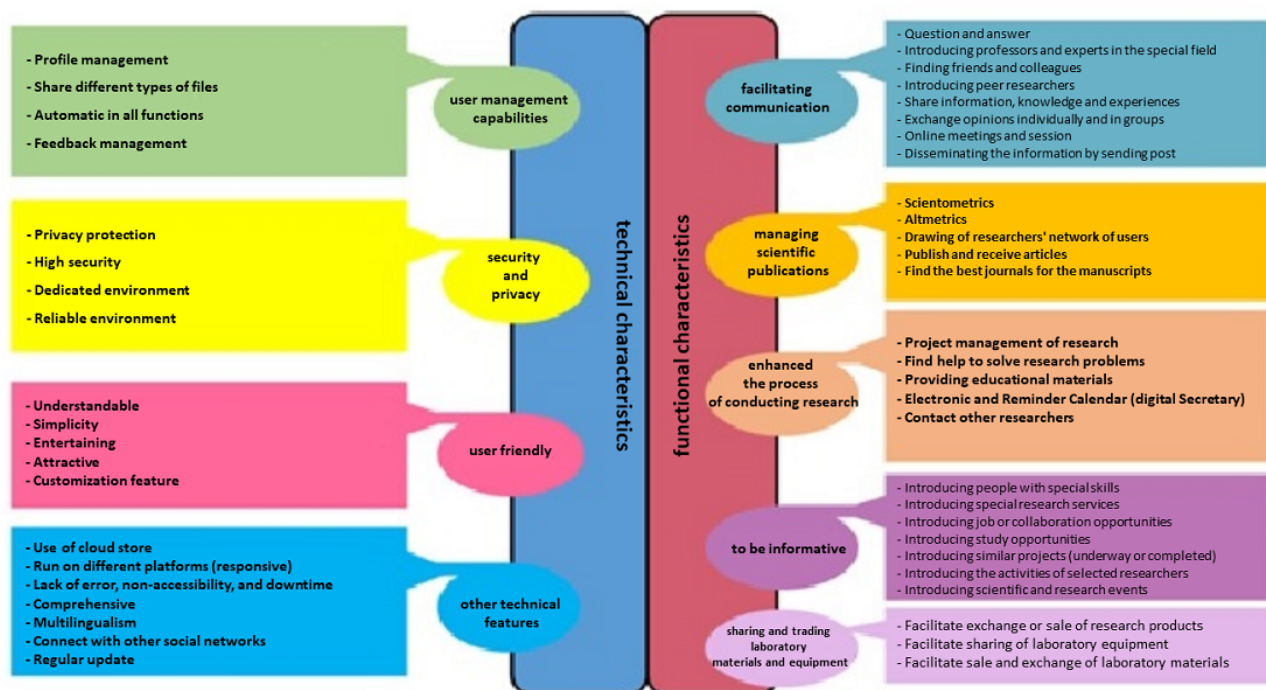 - Profile management
- Share different types of files
- Automatic in all functions
- Feedback management
user management
capabilities
- Privacy protection
- High security
- Dedicated environment
- Reliable environment
security
and
privacy
- Understandable
- Simplicity
- Entertaining
- Attractive
- Customization feature
user friendly
- Use of cloud store
- Run on different platforms (responsive)
- Lack of error, non-accessibility, and downtime
- Comprehensive
- Multilingualism
- Connect with other social networks
- Regular update
other technical
features
technical characteristics
functional characteristics
facilitating
communication
- Question and answer
- Introducing professors and experts in the special field
- Finding friends and colleagues
- Introducing peer researchers
- Share information, knowledge and experiences
- Exchange opinions individually and in groups
- Online meetings and session
- Disseminating the information by sending post
managing
scientific
publications
- Scientometrics
- Altmetrics
- Drawing of researchers' network of users
- Publish and receive articles
- Find the best journals for the manuscripts
enhanced
the process
of conducting research
- Project management of research
- Find help to solve research problems
- Providing educational materials
- Electronic and Reminder Calendar (digital Secretary)
- Contact other researchers
to be informative
- Introducing people with special skills
- Introducing special research services
- Introducing job or collaboration opportunities
- Introducing study opportunities
- Introducing similar projects (underway or completed)
- Introducing the activities of selected researchers
- Introducing scientific and research events
sharing and trading
laboratory
materials and equipment
- Facilitate exchange or sale of research products
- Facilitate sharing of laboratory equipment
- Facilitate sale and exchange of laboratory materials